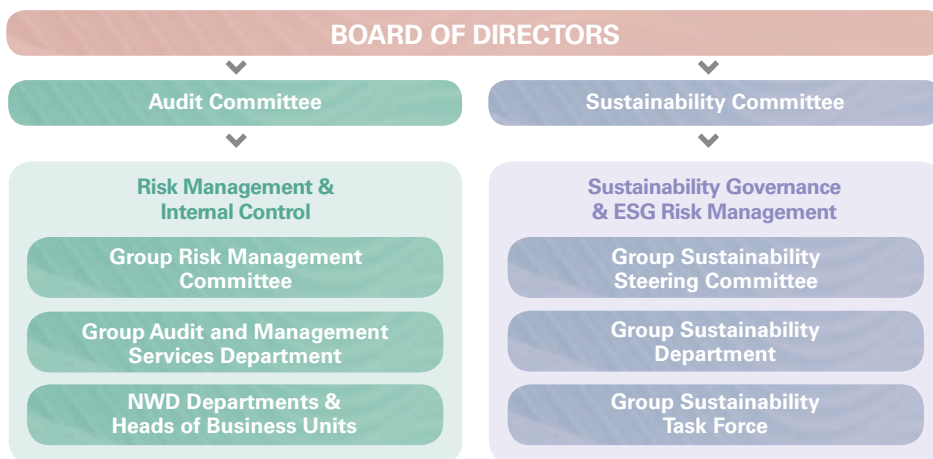 BOARD OF DIRECTORS
Audit Committee
Sustainability Committee
Risk Management &
Internal Control
Group Risk Management
Committee
Group Audit and Management
Services Department
NWD Departments &
Heads of Business Units
Sustainability Governance
& ESG Risk Management
Group Sustainability
Steering Committee
Group Sustainability
Department
Group Sustainability
Task Force